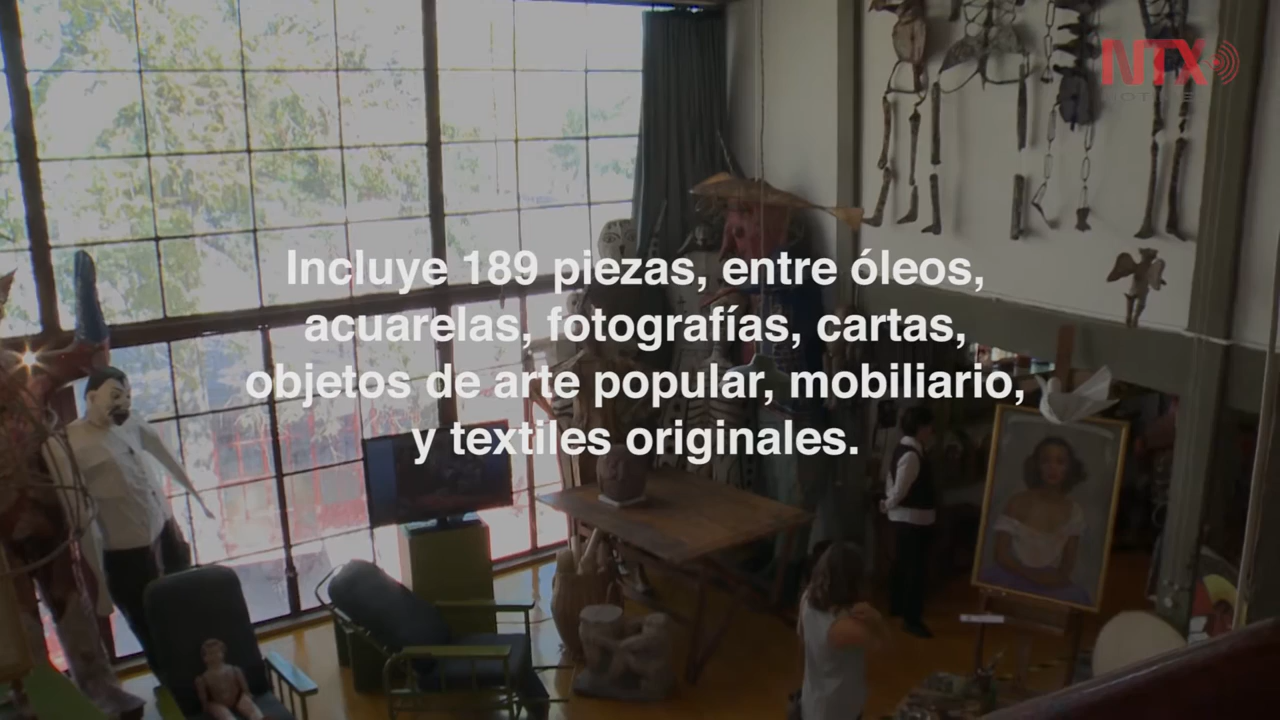 NTX
Incluye 189 piezas, entre óleos,
acuarelas, fotografías, cartas,
objetos de arte popular, mobiliario,
y textiles originales.